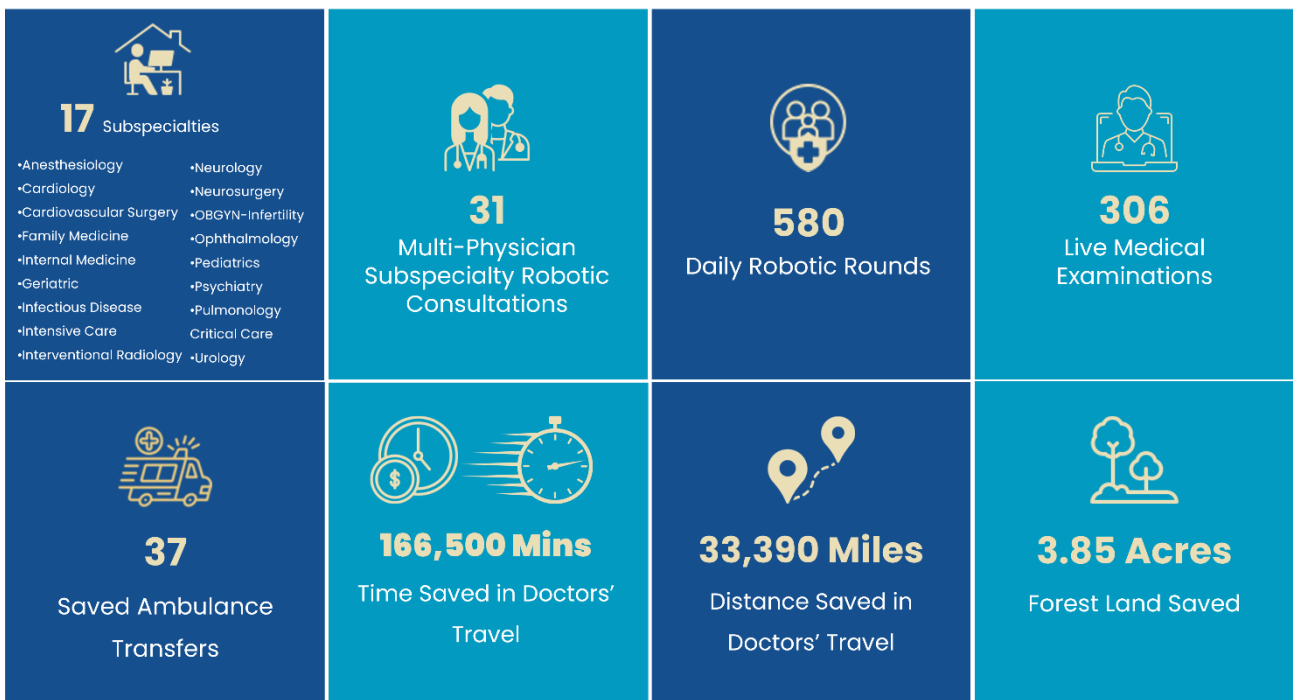 17 Subspecialties
•Anesthesiology
•Cardiology
•Cardiovascular Surgery
•Family Medicine
•Internal Medicine
•Geriatric
•Infectious Disease
•Intensive Care
•Interventional Radiology
•Neurology
•Neurosurgery
•OBGYN-Infertility
•Ophthalmology
•Pediatrics
•Psychiatry
•Pulmonology
Critical Care
•Urology
31
Multi-Physician
Subspecialty Robotic
Consultations
580
Daily Robotic Rounds
306
Live Medical
Examinations
37
Saved Ambulance
Transfers
$
166,500 Mins
Time Saved in Doctors’
Travel
33,390 Miles
Distance Saved in
Doctors’ Travel
3.85 Acres
Forest Land Saved